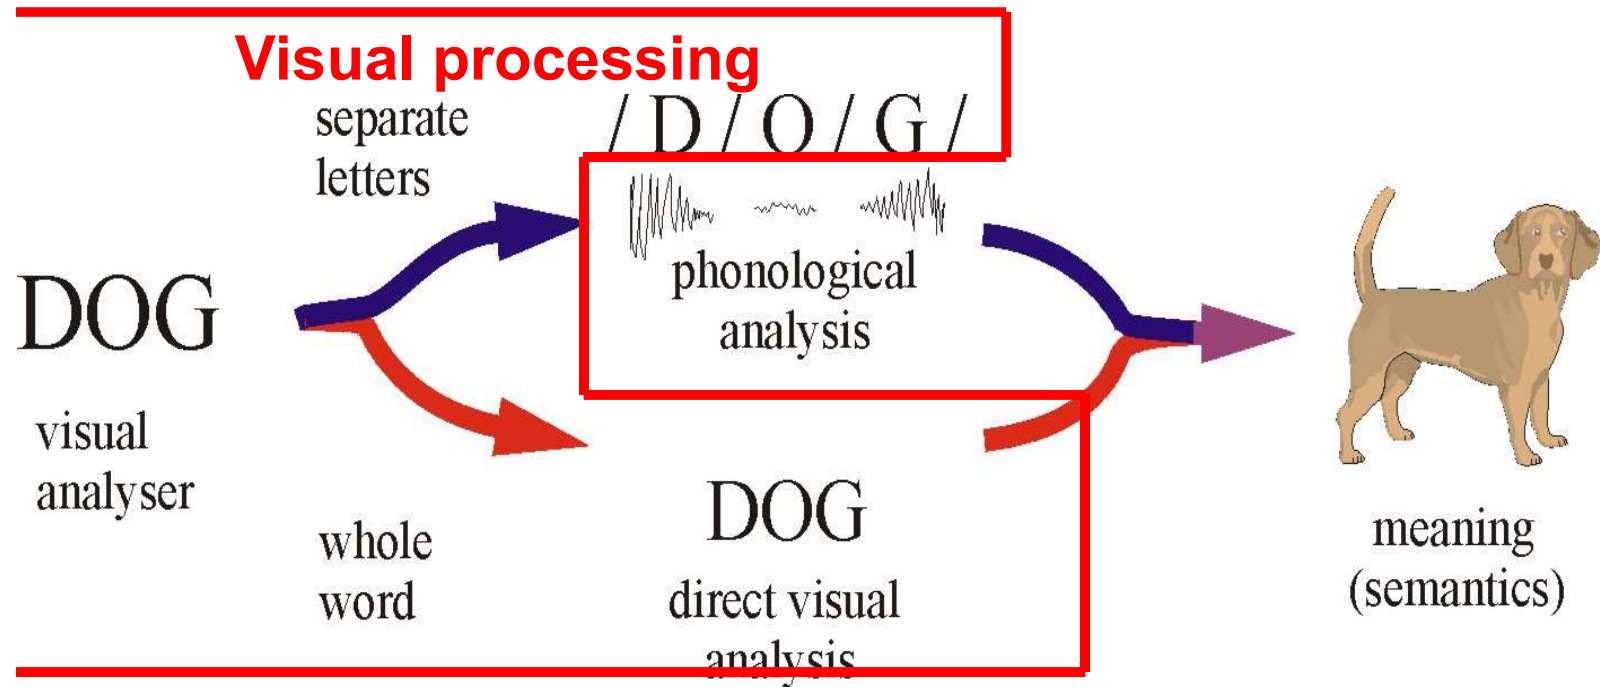 Visual processing
separate
letters
/ D / O / G /
phonological
analysis
DOG
visual
analyser
whole
word
DOG
direct visual
analysis
meaning
(semantics)